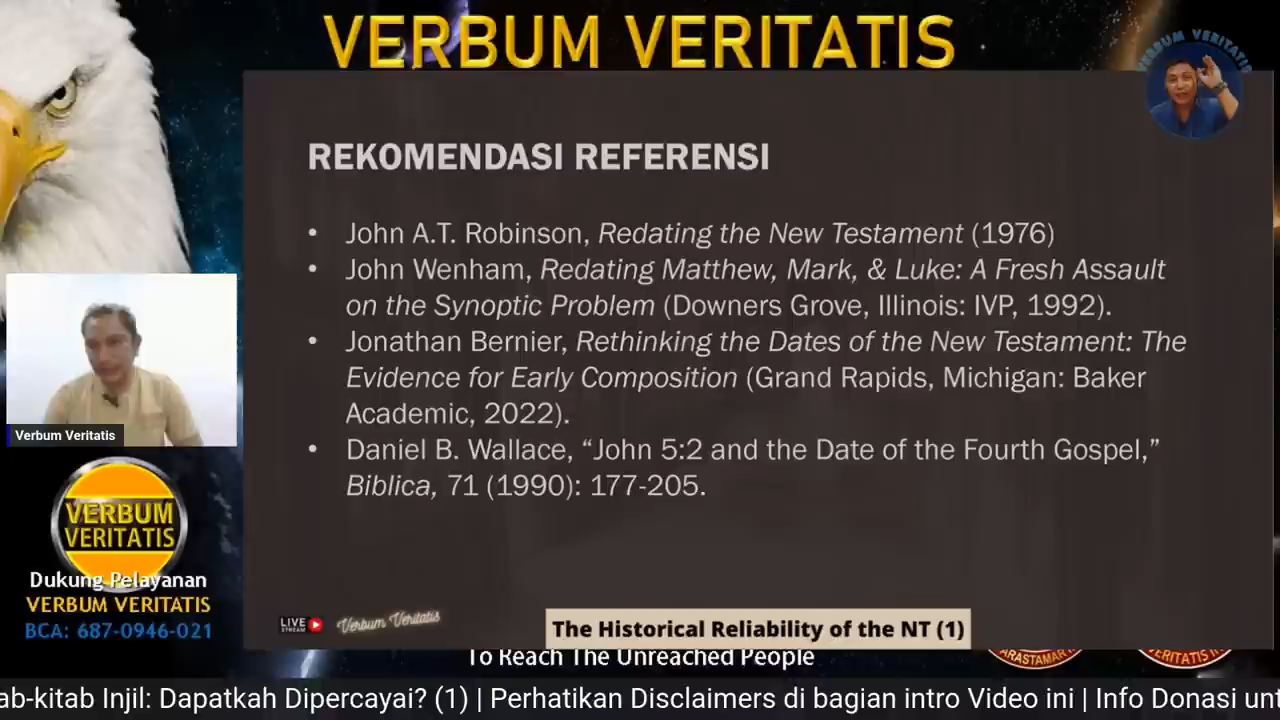 VERBUM VERITATIS
VERBUM VERITATIS
REKOMENDASI REFERENSI
• John A.T. Robinson, Redating the New Testament (1976)
• John Wenham, Redating Matthew, Mark, & Luke: A Fresh Assault
on the Synoptic Problem (Downers Grove, Illinois: IVP, 1992).
• Jonathan Bernier, Rethinking the Dates of the New Testament: The
Evidence for Early Composition (Grand Rapids, Michigan: Baker
Academic, 2022).
• Daniel B. Wallace, “John 5:2 and the Date of the Fourth Gospel,”
Biblica, 71 (1990): 177-205.
Verbum Veritatis
VERBUM
VERITATIS
Dukung Pelayanan
VERBUM VERITATIS
BCA: 687-0946-021
LIVE
STREAM
Verbum Veritatis
The Historical Reliability of the NT (1)
To Reach The Unreached People
ab-kitab Injil: Dapatkah Dipercayai? (1) | Perhatikan Disclaimers di bagian intro Video ini | Info Donasi un